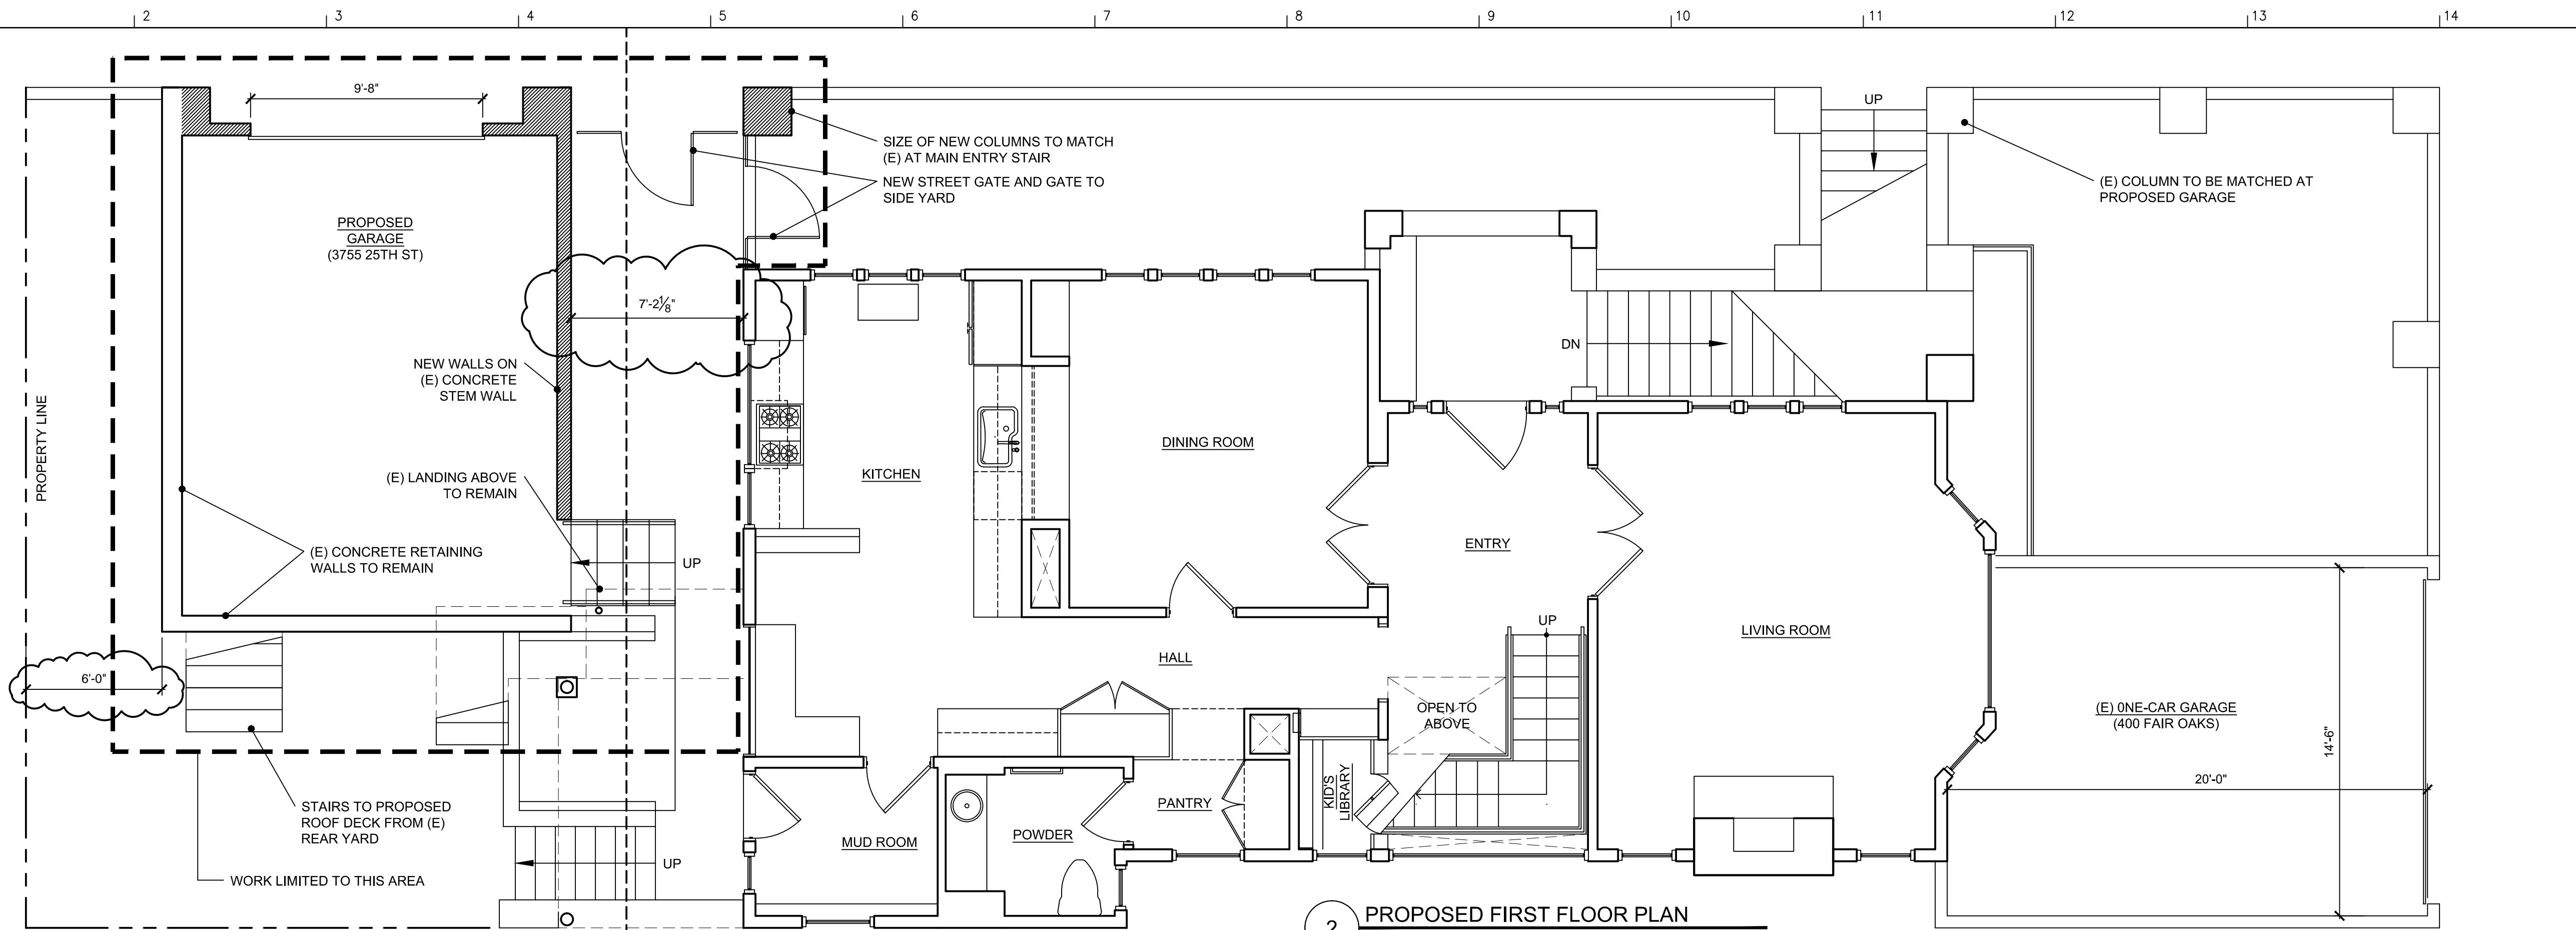 2 3 4 5 6 7 8 9 10 11 12 13 14
9'-8"
SIZE OF NEW COLUMNS TO MATCH
(E) AT MAIN ENTRY STAIR
NEW STREET GATE AND GATE TO
SIDE YARD
UP
(E) COLUMN TO BE MATCHED AT
PROPOSED GARAGE
PROPOSED
GARAGE
(3755 25TH ST)
7'-2⅛"
NEW WALLS ON
(E) CONCRETE
STEM WALL
DN
PROPERTY LINE
(E) LANDING ABOVE
TO REMAIN
KITCHEN
DINING ROOM
ENTRY
(E) CONCRETE RETAINING
WALLS TO REMAIN
UP
UP
LIVING ROOM
HALL
6'-0"
OPEN TO
ABOVE
(E) 0NE-CAR GARAGE
(400 FAIR OAKS)
14'-6"
20'-0"
STAIRS TO PROPOSED
ROOF DECK FROM (E)
REAR YARD
KID'S
LIBRARY
PANTRY
POWDER
MUD ROOM
UP
WORK LIMITED TO THIS AREA
2
PROPOSED FIRST FLOOR PLAN